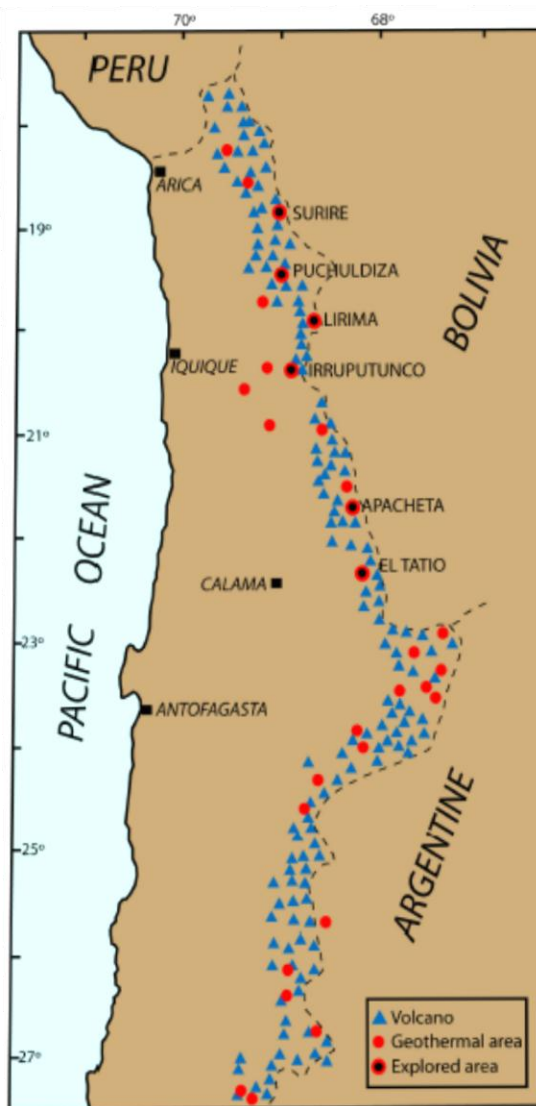 70° 68°
PERU
ARICA
19°
SURIRE
PUCHULDIZA
BOLIVIA
LIRIMA
IQUIQUE
IRRUPUTUNCO
21°
APACHETA
PACIFIC OCEAN
EL TATIO
CALAMA
23°
ANTOFAGASTA
25°
ARGENTINE
Volcano
Geothermal area
Explored area
27°